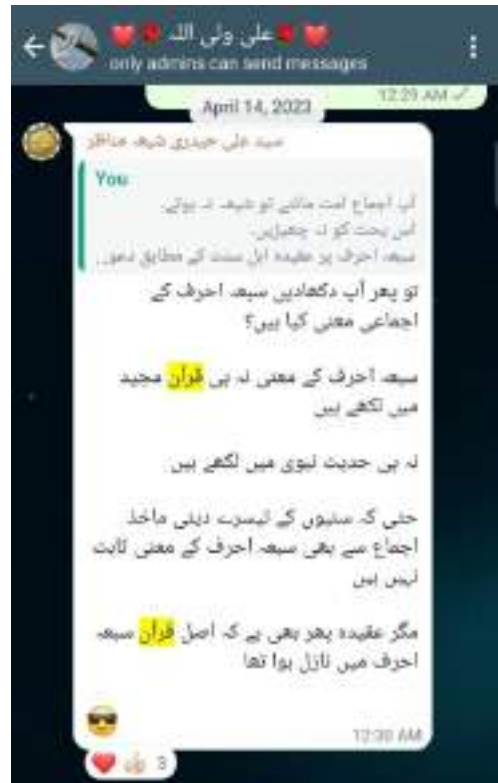 علی ولی اللہ
only admins can send messages
12:29 AM
April 14, 2023
سید علی حیدری شیعہ مناظر
You
آپ اجماع امت مانتے تو شیعہ نہ ہوتے۔
اس بحث کو نہ چھیڑیں۔
سبعہ احرف پر عقیدہ اہل سنت کے مطابق دعوی...
تو پھر آپ دکھادیں سبعہ احرف کے
اجماعی معنی کیا ہیں؟
سبعہ احرف کے معنی نہ ہی قرآن مجید
میں لکھے ہیں
نہ ہی حدیث نبوی میں لکھے ہیں
حتی کہ سنیوں کے تیسرے دینی ماخذ
اجماع سے بھی سبعہ احرف کے معنی ثابت
نہیں ہیں
مگر عقیدہ پھر بھی ہے کہ اصل قرآن سبعہ
احرف میں نازل ہوا تھا
12:30 AM
3